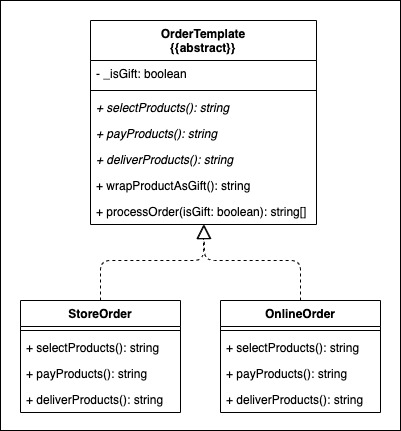 OrderTemplate
{{abstract}}
- _isGift: boolean
+ selectProducts(): string
+ payProducts(): string
+ deliverProducts(): string
+ wrapProductAsGift(): string
+ processOrder(isGift: boolean): string[]
StoreOrder
+ selectProducts(): string
+ payProducts(): string
+ deliverProducts(): string
OnlineOrder
+ selectProducts(): string
+ payProducts(): string
+ deliverProducts(): string